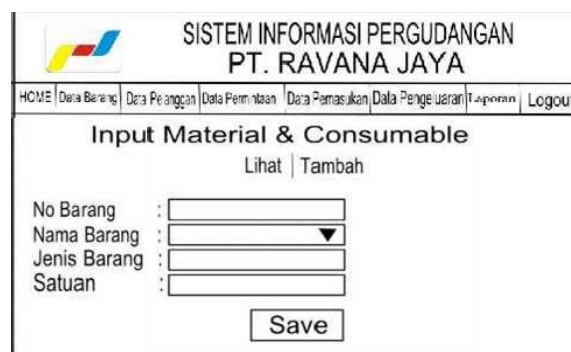 SISTEM INFORMASI PERGUDANGAN
PT. RAVANA JAYA
HOME Data Barang Data Pelanggan Data Permintaan Data Pemasukan Data Pengeluaran Laporan Logout
Input Material & Consumable
Lihat | Tambah
No Barang :
Nama Barang :
Jenis Barang :
Satuan :
Save